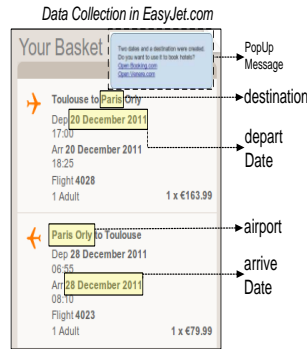 Data Collection in EasyJet.com
Your Basket
Two dates and a destination were created.
Do you want to use it to book hotels?
Open Booking.com
Open Venere.com
PopUp
Message
Toulouse to Paris Orly
destination
Dep 20 December 2011
17:00
depart
Date
Arr 20 December 2011
18:25
Flight 4028
1 Adult 1 x €163.99
Paris Orly to Toulouse
airport
Dep 28 December 2011
06:55
Arr 28 December 2011
08:10
arrive
Date
Flight 4023
1 Adult 1 x €79.99